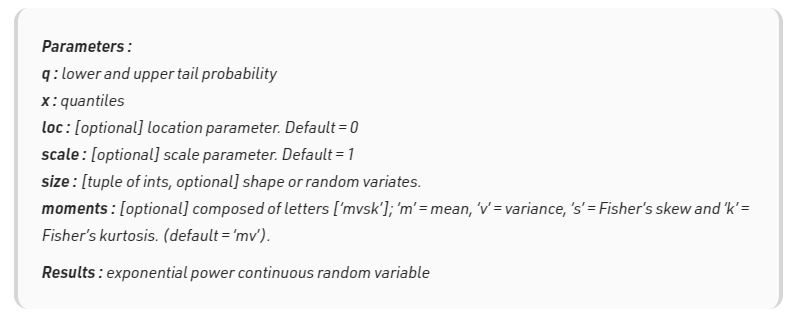 Parameters :
q : lower and upper tail probability
x : quantiles
loc : [optional] location parameter. Default = 0
scale : [optional] scale parameter. Default = 1
size : [tuple of ints, optional] shape or random variates.
moments : [optional] composed of letters [‘mvsk’]; ‘m’ = mean, ‘v’ = variance, ‘s’ = Fisher’s skew and ‘k’ =
Fisher’s kurtosis. (default = ‘mv’).
Results : exponential power continuous random variable